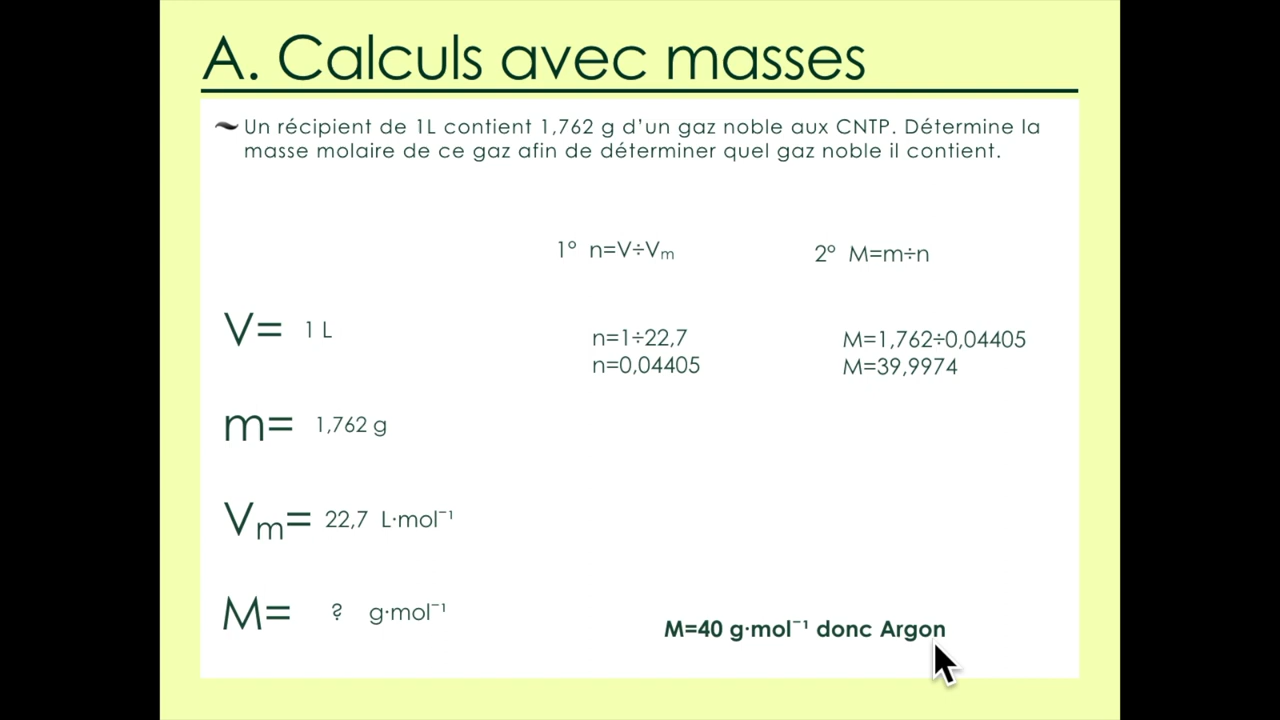 A. Calculs avec masses
Un récipient de 1L contient 1,762 g d'un gaz noble aux CNTP. Détermine la
masse molaire de ce gaz afin de déterminer quel gaz noble il contient.
1° n=V÷Vₘ
2° M=m÷n
V= 1 L
n=1÷22,7
n=0,04405
M=1,762÷0,04405
M=39,9974
m= 1,762 g
Vₘ= 22,7 L·mol⁻¹
M= ? g·mol⁻¹
M=40 g·mol⁻¹ donc Argon